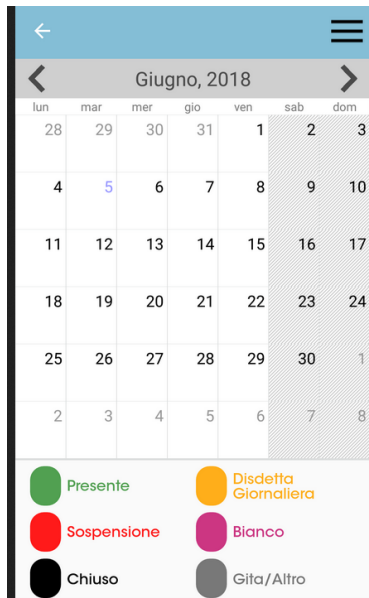 Giugno, 2018
lun mar mer gio ven sab dom
28 29 30 31 1 2 3
4 5 6 7 8 9 10
11 12 13 14 15 16 17
18 19 20 21 22 23 24
25 26 27 28 29 30 1
2 3 4 5 6 7 8
Presente
Disdetta
Giornaliera
Sospensione
Bianco
Chiuso
Gita/Altro